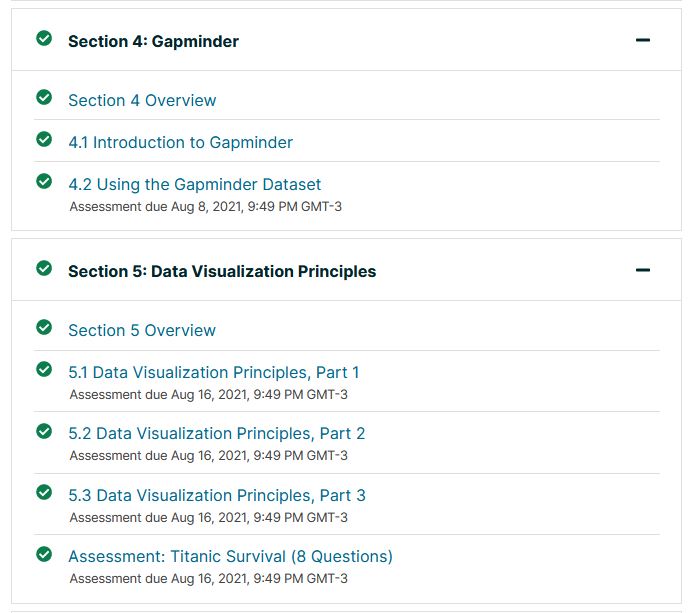 Section 4: Gapminder
Section 4 Overview
4.1 Introduction to Gapminder
4.2 Using the Gapminder Dataset
Assessment due Aug 8, 2021, 9:49 PM GMT-3
Section 5: Data Visualization Principles
Section 5 Overview
5.1 Data Visualization Principles, Part 1
Assessment due Aug 16, 2021, 9:49 PM GMT-3
5.2 Data Visualization Principles, Part 2
Assessment due Aug 16, 2021, 9:49 PM GMT-3
5.3 Data Visualization Principles, Part 3
Assessment due Aug 16, 2021, 9:49 PM GMT-3
Assessment: Titanic Survival (8 Questions)
Assessment due Aug 16, 2021, 9:49 PM GMT-3